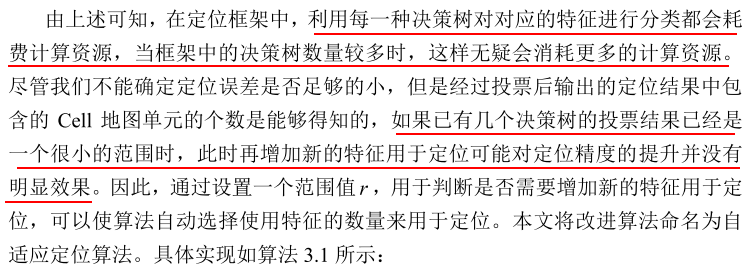 由上述可知，在定位框架中，利用每一种决策树对对应的特征进行分类都会耗
费计算资源，当框架中的决策树数量较多时，这样无疑会消耗更多的计算资源。
尽管我们不能确定定位误差是否足够的小，但是经过投票后输出的定位结果中包
含的 Cell 地图单元的个数是能够得知的，如果已有几个决策树的投票结果已经是
一个很小的范围时，此时再增加新的特征用于定位可能对定位精度的提升并没有
明显效果。因此，通过设置一个范围值 r，用于判断是否需要增加新的特征用于定
位，可以使算法自动选择使用特征的数量来用于定位。本文将改进算法命名为自
适应定位算法。具体实现如算法 3.1 所示：